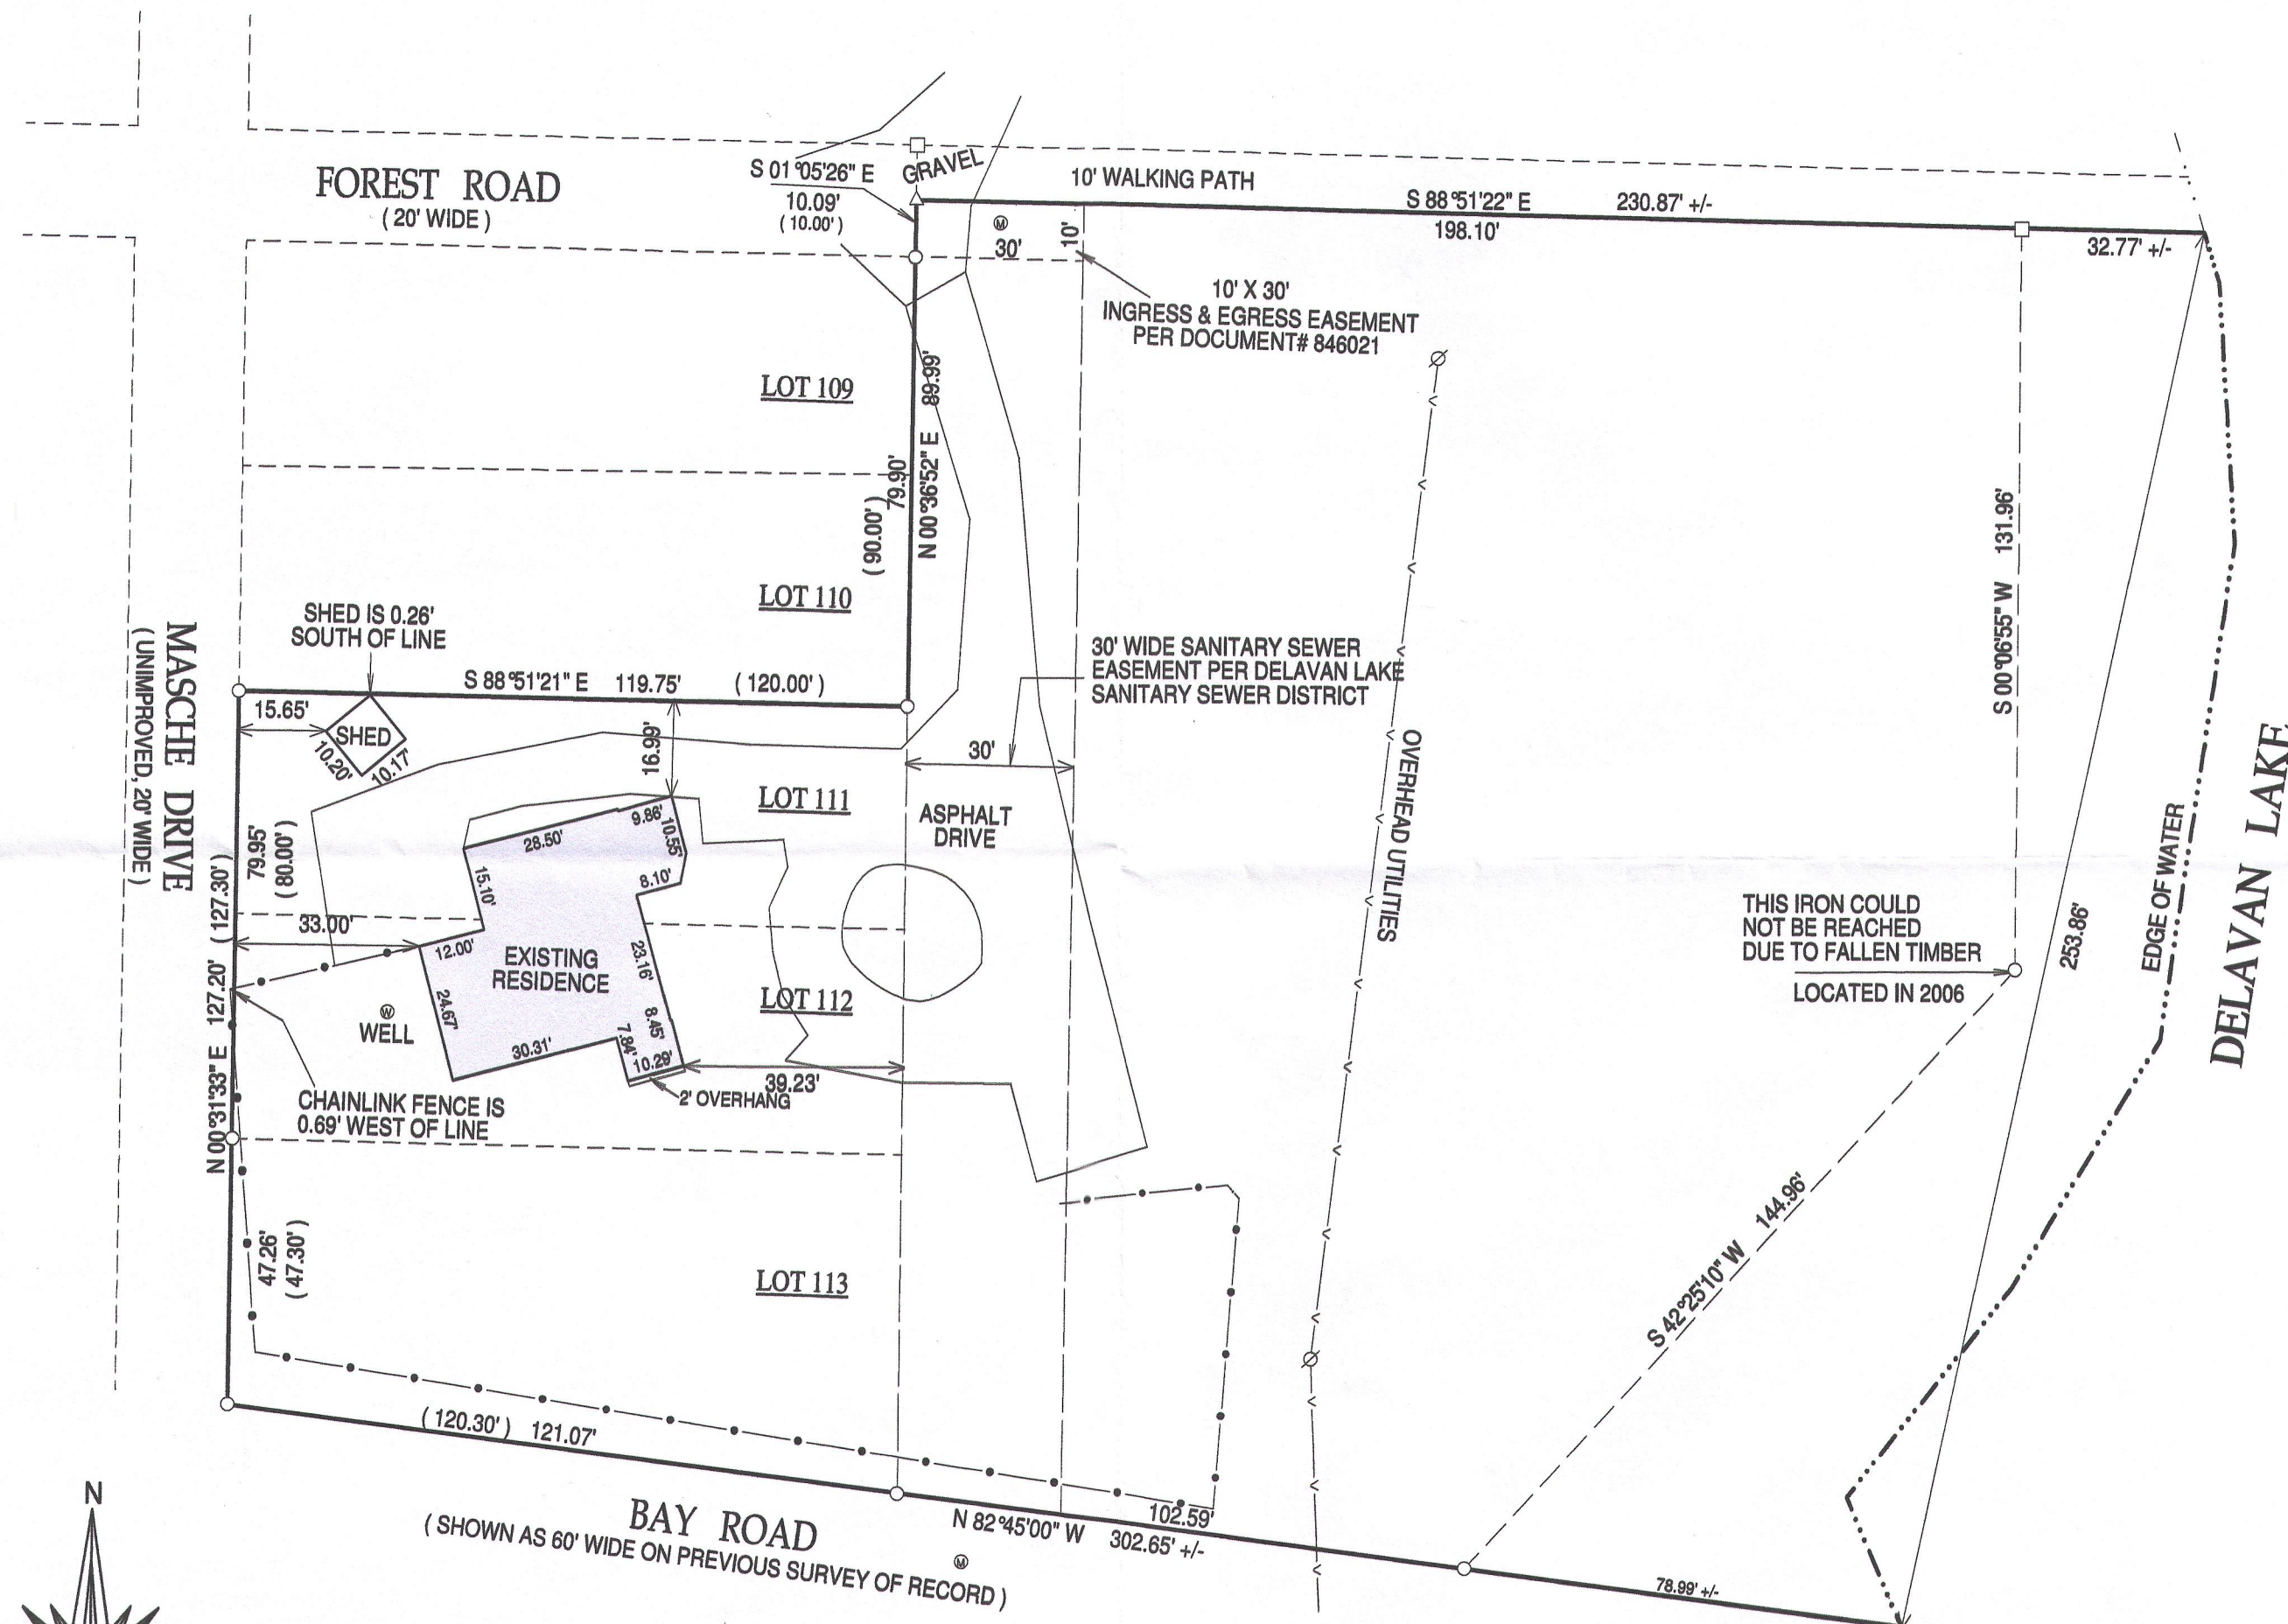 FOREST ROAD
( 20' WIDE )
S 01°05'26" E
10.09'
( 10.00' )
GRAVEL
10' WALKING PATH
S 88°51'22" E 230.87' +/-
198.10'
32.77' +/-
M
30'
10'
10' X 30'
INGRESS & EGRESS EASEMENT
PER DOCUMENT# 846021
LOT 109
89.99'
N 00°36'52" E
79.90'
( 90.00' )
LOT 110
SHED IS 0.26'
SOUTH OF LINE
S 88°51'21" E 119.75' ( 120.00' )
MASCHE DRIVE
( UNIMPROVED, 20' WIDE )
15.65'
SHED
10.20'
10.17'
16.99'
30' WIDE SANITARY SEWER
EASEMENT PER DELAVAN LAKE
SANITARY SEWER DISTRICT
30'
LOT 111
ASPHALT
DRIVE
OVERHEAD UTILITIES
S 00°06'55" W 131.96'
DELAVAN LAKE
EDGE OF WATER
253.86'
79.95'
( 80.00' )
N 00°31'33" E 127.20' ( 127.30' )
33.00'
28.50'
9.86'
10.55'
8.10'
15.10'
12.00'
EXISTING
RESIDENCE
23.16'
24.67'
8.45'
7.84'
30.31'
10.29'
W
WELL
LOT 112
39.23'
2' OVERHANG
CHAINLINK FENCE IS
0.69' WEST OF LINE
THIS IRON COULD
NOT BE REACHED
DUE TO FALLEN TIMBER
LOCATED IN 2006
S 42°25'10" W 144.96'
47.26'
( 47.30' )
LOT 113
( 120.30' ) 121.07'
BAY ROAD
( SHOWN AS 60' WIDE ON PREVIOUS SURVEY OF RECORD )
M
102.59'
N 82°45'00" W 302.65' +/-
78.99' +/-
N